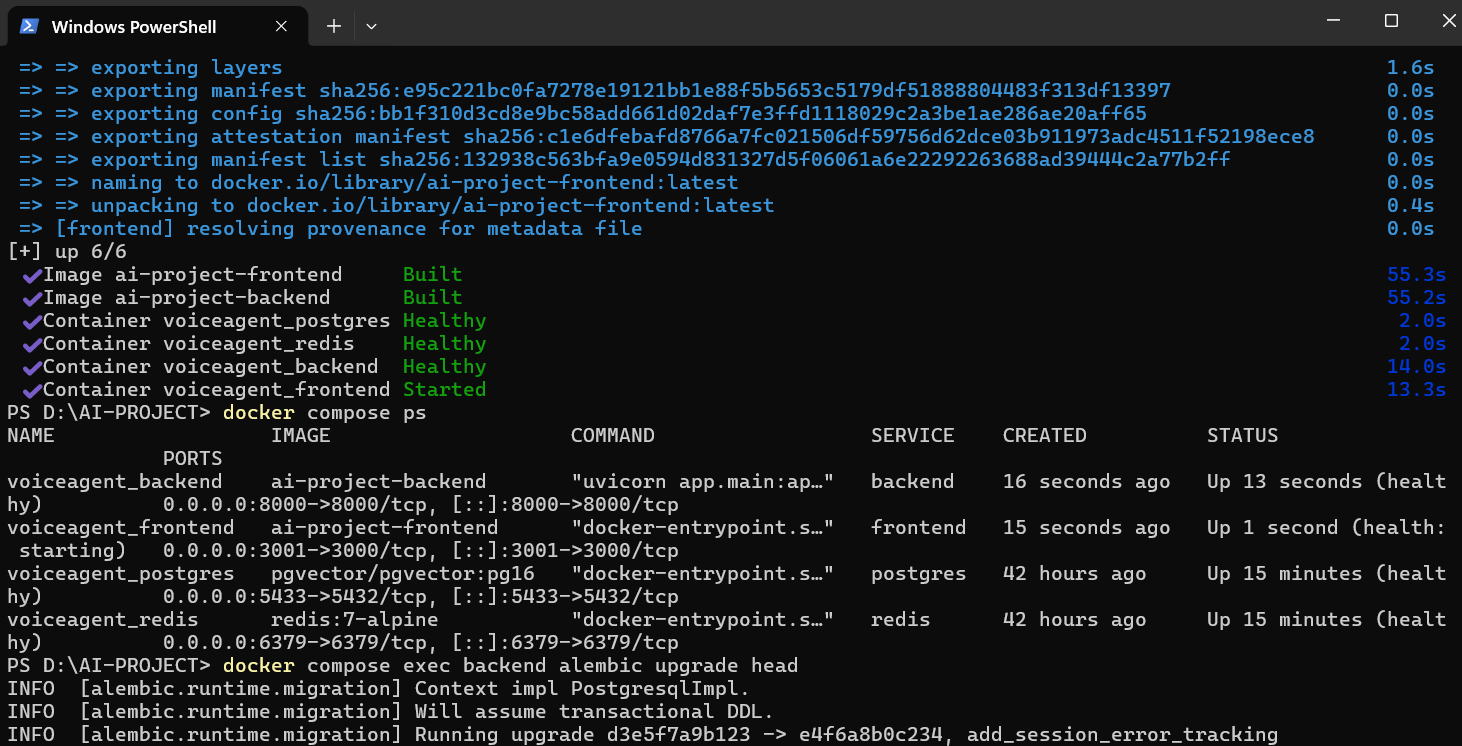 Windows PowerShell
=> => exporting layers 1.6s
=> => exporting manifest sha256:e95c221bc0fa7278e19121bb1e88f5b5653c5179df51888804483f313df13397 0.0s
=> => exporting config sha256:bb1f310d3cd8e9bc58add661d02daf7e3ffd1118029c2a3be1ae286ae20aff65 0.0s
=> => exporting attestation manifest sha256:c1e6dfebafd8766a7fc021506df59756d62dce03b911973adc4511f52198ece8 0.0s
=> => exporting manifest list sha256:132938c563bfa9e0594d831327d5f06061a6e22292263688ad39444c2a77b2ff 0.0s
=> => naming to docker.io/library/ai-project-frontend:latest 0.0s
=> => unpacking to docker.io/library/ai-project-frontend:latest 0.4s
=> [frontend] resolving provenance for metadata file 0.0s
[+] up 6/6
✔Image ai-project-frontend Built 55.3s
✔Image ai-project-backend Built 55.2s
✔Container voiceagent_postgres Healthy 2.0s
✔Container voiceagent_redis Healthy 2.0s
✔Container voiceagent_backend Healthy 14.0s
✔Container voiceagent_frontend Started 13.3s
PS D:\AI-PROJECT> docker compose ps
NAME IMAGE COMMAND SERVICE CREATED STATUS
PORTS
voiceagent_backend ai-project-backend "uvicorn app.main:ap…" backend 16 seconds ago Up 13 seconds (healt
hy) 0.0.0.0:8000->8000/tcp, [::]:8000->8000/tcp
voiceagent_frontend ai-project-frontend "docker-entrypoint.s…" frontend 15 seconds ago Up 1 second (health:
starting) 0.0.0.0:3001->3000/tcp, [::]:3001->3000/tcp
voiceagent_postgres pgvector/pgvector:pg16 "docker-entrypoint.s…" postgres 42 hours ago Up 15 minutes (healt
hy) 0.0.0.0:5433->5432/tcp, [::]:5433->5432/tcp
voiceagent_redis redis:7-alpine "docker-entrypoint.s…" redis 42 hours ago Up 15 minutes (healt
hy) 0.0.0.0:6379->6379/tcp, [::]:6379->6379/tcp
PS D:\AI-PROJECT> docker compose exec backend alembic upgrade head
INFO [alembic.runtime.migration] Context impl PostgresqlImpl.
INFO [alembic.runtime.migration] Will assume transactional DDL.
INFO [alembic.runtime.migration] Running upgrade d3e5f7a9b123 -> e4f6a8b0c234, add_session_error_tracking